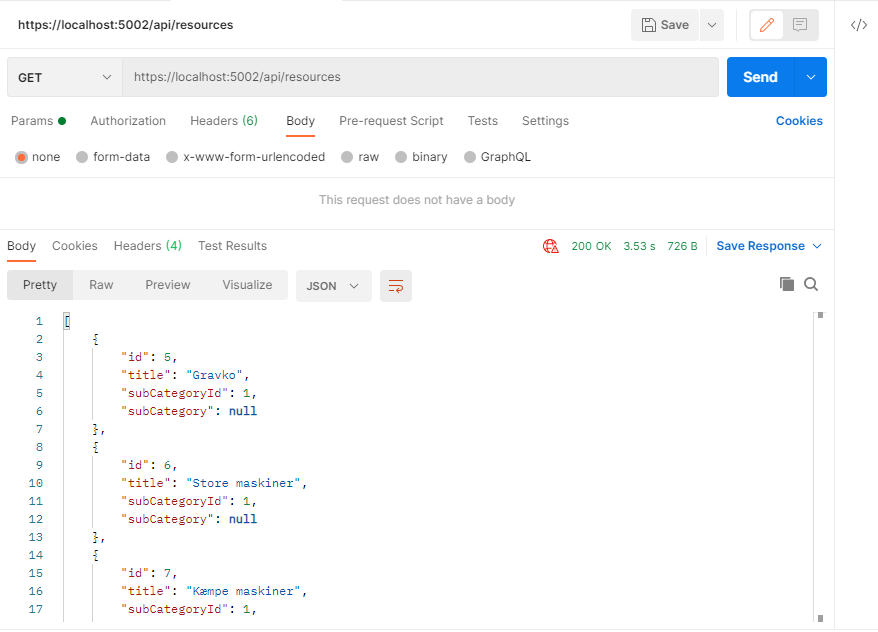 https://localhost:5002/api/resources
Save
GET
https://localhost:5002/api/resources
Send
Params
Authorization
Headers (6)
Body
Pre-request Script
Tests
Settings
Cookies
none
form-data
x-www-form-urlencoded
raw
binary
GraphQL
This request does not have a body
Body
Cookies
Headers (4)
Test Results
200 OK
3.53 s
726 B
Save Response
Pretty
Raw
Preview
Visualize
JSON
1 [
2 {
3 "id": 5,
4 "title": "Gravko",
5 "subCategoryId": 1,
6 "subCategory": null
7 },
8 {
9 "id": 6,
10 "title": "Store maskiner",
11 "subCategoryId": 1,
12 "subCategory": null
13 },
14 {
15 "id": 7,
16 "title": "Kæmpe maskiner",
17 "subCategoryId": 1,